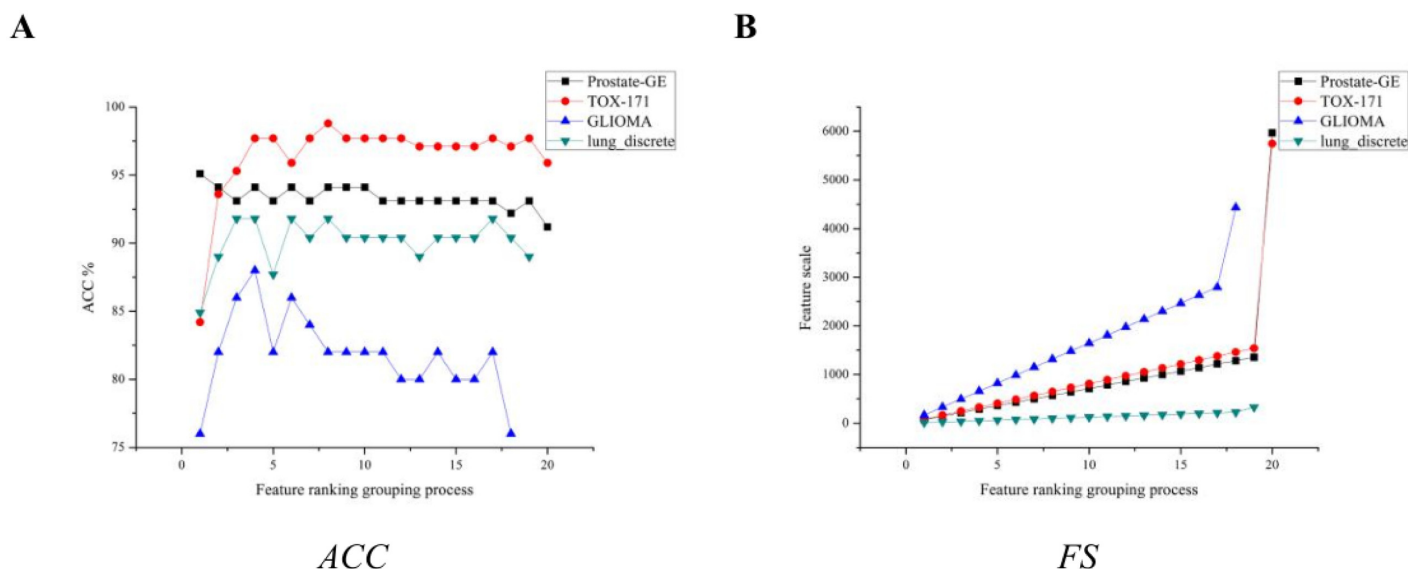 A
B
Prostate-GE
TOX-171
GLIOMA
lung_discrete
100
95
90
85
80
75
ACC %
0
5
10
15
20
Feature ranking grouping process
ACC
Prostate-GE
TOX-171
GLIOMA
lung_discrete
6000
5000
4000
3000
2000
1000
0
Feature scale
0
5
10
15
20
Feature ranking grouping process
FS